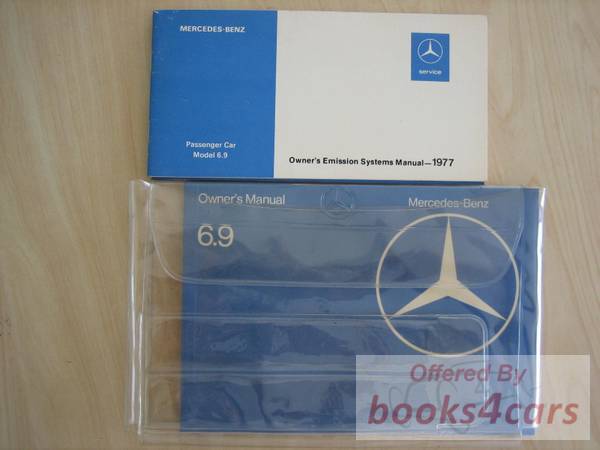 MERCEDES-BENZ
service
Passenger Car
Model 6.9
Owner's Emission Systems Manual—1977
Owner's Manual
Mercedes-Benz
6.9
Offered By
books4cars